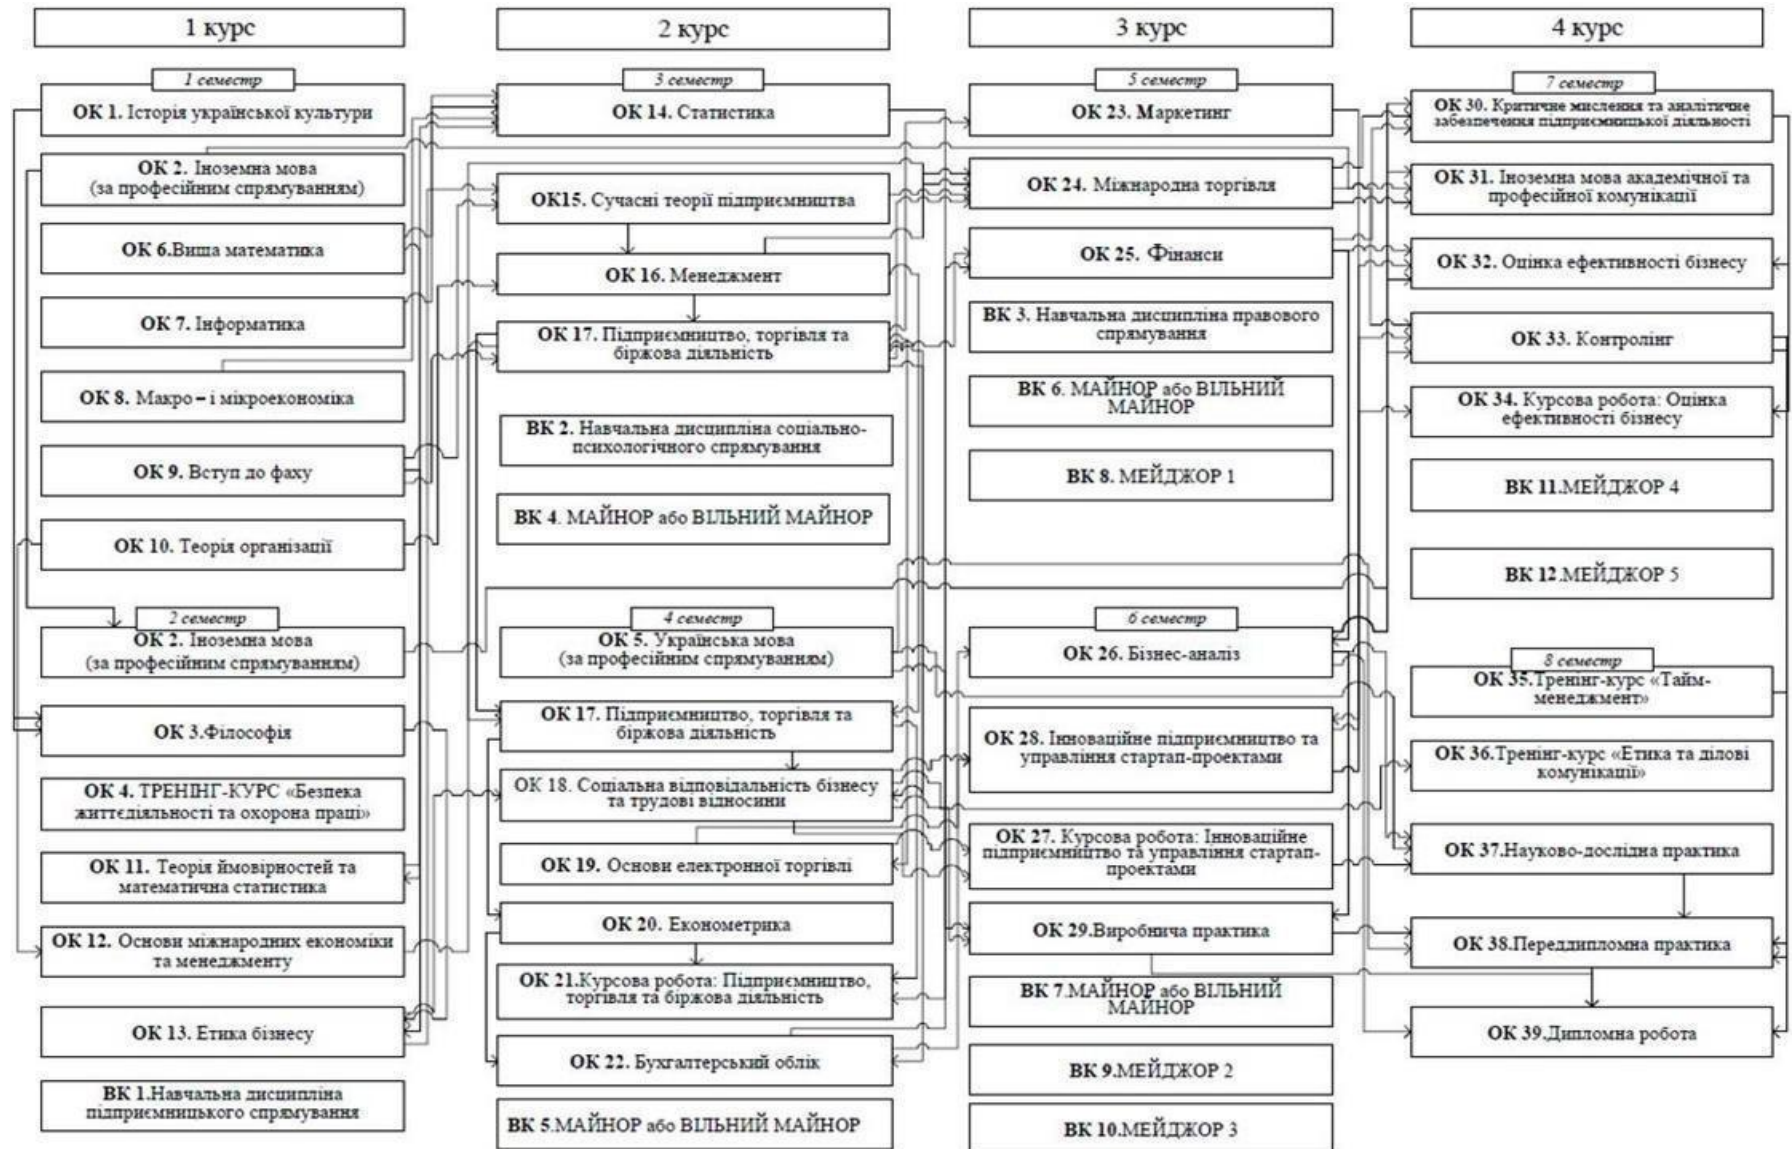 1 курс
1 семестр
ОК 1. Історія української культури
ОК 2. Іноземна мова
(за професійним спрямуванням)
ОК 6.Вища математика
ОК 7. Інформатика
ОК 8. Макро – і мікроекономіка
ОК 9. Вступ до фаху
ОК 10. Теорія організації
2 семестр
ОК 2. Іноземна мова
(за професійним спрямуванням)
ОК 3.Філософія
ОК 4. ТРЕНІНГ-КУРС «Безпека
життєдіяльності та охорона праці»
ОК 11. Теорія ймовірностей та
математична статистика
ОК 12. Основи міжнародних економіки
та менеджменту
ОК 13. Етика бізнесу
ВК 1.Навчальна дисципліна
підприємницького спрямування
2 курс
3 семестр
ОК 14. Статистика
ОК15. Сучасні теорії підприємництва
ОК 16. Менеджмент
ОК 17. Підприємництво, торгівля та
біржова діяльність
ВК 2. Навчальна дисципліна соціально-
психологічного спрямування
ВК 4. МАЙНОР або ВІЛЬНИЙ МАЙНОР
4 семестр
ОК 5. Українська мова
(за професійним спрямуванням)
ОК 17. Підприємництво, торгівля та
біржова діяльність
ОК 18. Соціальна відповідальність бізнесу
та трудові відносини
ОК 19. Основи електронної торгівлі
ОК 20. Економетрика
ОК 21.Курсова робота: Підприємництво,
торгівля та біржова діяльність
ОК 22. Бухгалтерський облік
ВК 5.МАЙНОР або ВІЛЬНИЙ МАЙНОР
3 курс
5 семестр
ОК 23. Маркетинг
ОК 24. Міжнародна торгівля
ОК 25. Фінанси
ВК 3. Навчальна дисципліна правового
спрямування
ВК 6. МАЙНОР або ВІЛЬНИЙ
МАЙНОР
ВК 8. МЕЙДЖОР 1
6 семестр
ОК 26. Бізнес-аналіз
ОК 28. Інноваційне підприємництво та
управління стартап-проектами
ОК 27. Курсова робота: Інноваційне
підприємництво та управління стартап-
проектами
ОК 29.Виробнича практика
ВК 7.МАЙНОР або ВІЛЬНИЙ
МАЙНОР
ВК 9.МЕЙДЖОР 2
ВК 10.МЕЙДЖОР 3
4 курс
7 семестр
ОК 30. Критичне мислення та аналітичне
забезпечення підприємницької діяльності
ОК 31. Іноземна мова академічної та
професійної комунікації
ОК 32. Оцінка ефективності бізнесу
ОК 33. Контролінг
ОК 34. Курсова робота: Оцінка
ефективності бізнесу
ВК 11.МЕЙДЖОР 4
ВК 12.МЕЙДЖОР 5
8 семестр
ОК 35.Тренінг-курс «Тайм-
менеджмент»
ОК 36.Тренінг-курс «Етика та ділові
комунікації»
ОК 37.Науково-дослідна практика
ОК 38.Переддипломна практика
ОК 39.Дипломна робота